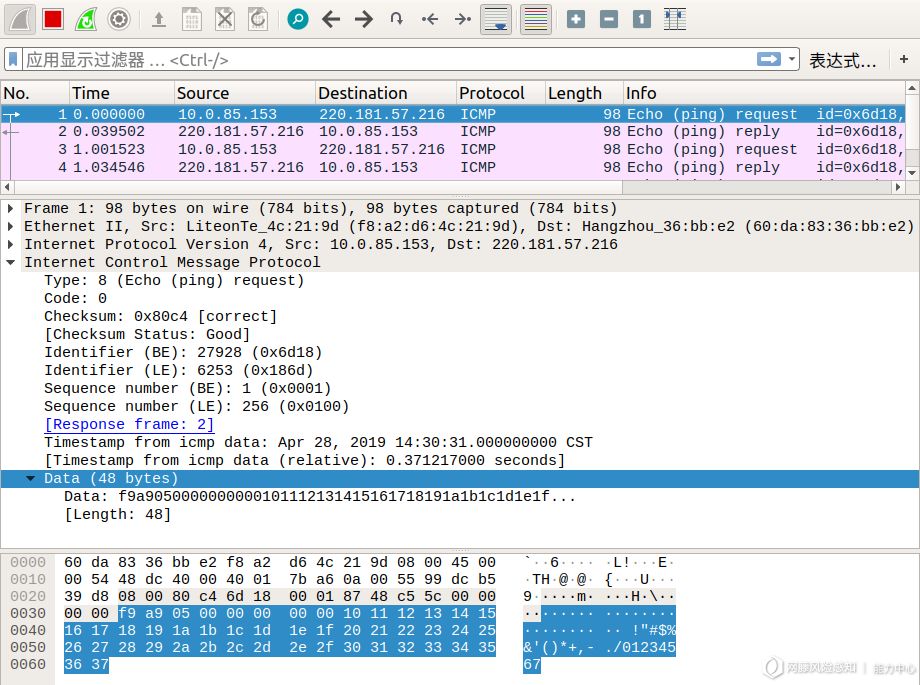 应用显示过滤器 … <Ctrl-/> 表达式… +
No. Time Source Destination Protocol Length Info
1 0.000000 10.0.85.153 220.181.57.216 ICMP 98 Echo (ping) request id=0x6d18,
2 0.039502 220.181.57.216 10.0.85.153 ICMP 98 Echo (ping) reply id=0x6d18,
3 1.001523 10.0.85.153 220.181.57.216 ICMP 98 Echo (ping) request id=0x6d18,
4 1.034546 220.181.57.216 10.0.85.153 ICMP 98 Echo (ping) reply id=0x6d18,
Frame 1: 98 bytes on wire (784 bits), 98 bytes captured (784 bits)
Ethernet II, Src: LiteonTe_4c:21:9d (f8:a2:d6:4c:21:9d), Dst: Hangzhou_36:bb:e2 (60:da:83:36:bb:e2)
Internet Protocol Version 4, Src: 10.0.85.153, Dst: 220.181.57.216
Internet Control Message Protocol
Type: 8 (Echo (ping) request)
Code: 0
Checksum: 0x80c4 [correct]
[Checksum Status: Good]
Identifier (BE): 27928 (0x6d18)
Identifier (LE): 6253 (0x186d)
Sequence number (BE): 1 (0x0001)
Sequence number (LE): 256 (0x0100)
[Response frame: 2]
Timestamp from icmp data: Apr 28, 2019 14:30:31.000000000 CST
[Timestamp from icmp data (relative): 0.371217000 seconds]
Data (48 bytes)
Data: f9a9050000000000101112131415161718191a1b1c1d1e1f...
[Length: 48]
0000 60 da 83 36 bb e2 f8 a2 d6 4c 21 9d 08 00 45 00 `··6···· ·L!···E·
0010 00 54 48 dc 40 00 40 01 7b a6 0a 00 55 99 dc b5 ·TH·@·@· {···U···
0020 39 d8 08 00 80 c4 6d 18 00 01 87 48 c5 5c 00 00 9·····m· ···H·\··
0030 00 00 f9 a9 05 00 00 00 00 00 10 11 12 13 14 15 ········ ········
0040 16 17 18 19 1a 1b 1c 1d 1e 1f 20 21 22 23 24 25 ········ ·· !"#$%
0050 26 27 28 29 2a 2b 2c 2d 2e 2f 30 31 32 33 34 35 &'()*+,- ./012345
0060 36 37 67
网藤风险感知 | 能力中心